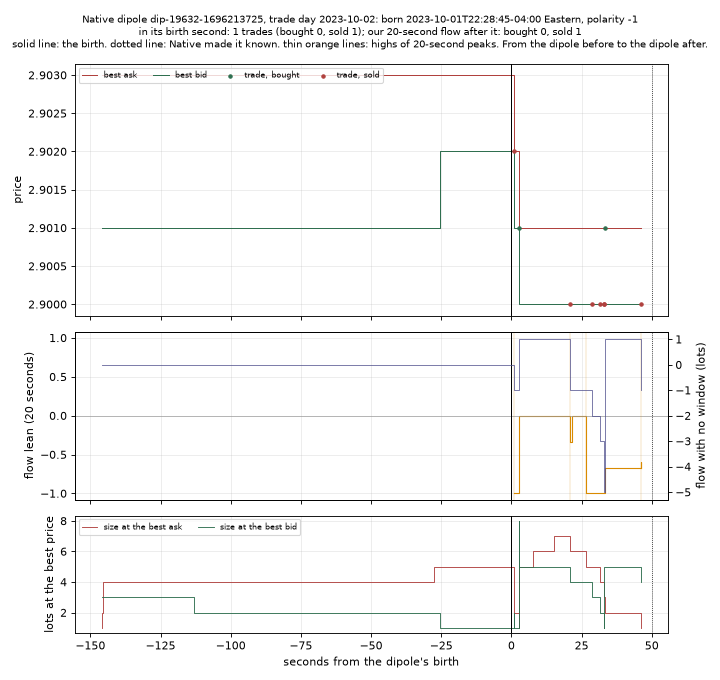 Native dipole dip-19632-1696213725, trade day 2023-10-02: born 2023-10-01T22:28:45-04:00 Eastern, polarity -1
in its birth second: 1 trades (bought 0, sold 1); our 20-second flow after it: bought 0, sold 1
solid line: the birth. dotted line: Native made it known. thin orange lines: highs of 20-second peaks. From the dipole before to the dipole after.
best ask best bid trade, bought trade, sold
2.9030
2.9025
2.9020
2.9015
2.9010
2.9005
2.9000
price
1.0
0.5
0.0
−0.5
−1.0
flow lean (20 seconds)
1
0
−1
−2
−3
−4
−5
flow with no window (lots)
size at the best ask size at the best bid
8
6
4
2
lots at the best price
−150 −125 −100 −75 −50 −25 0 25 50
seconds from the dipole's birth